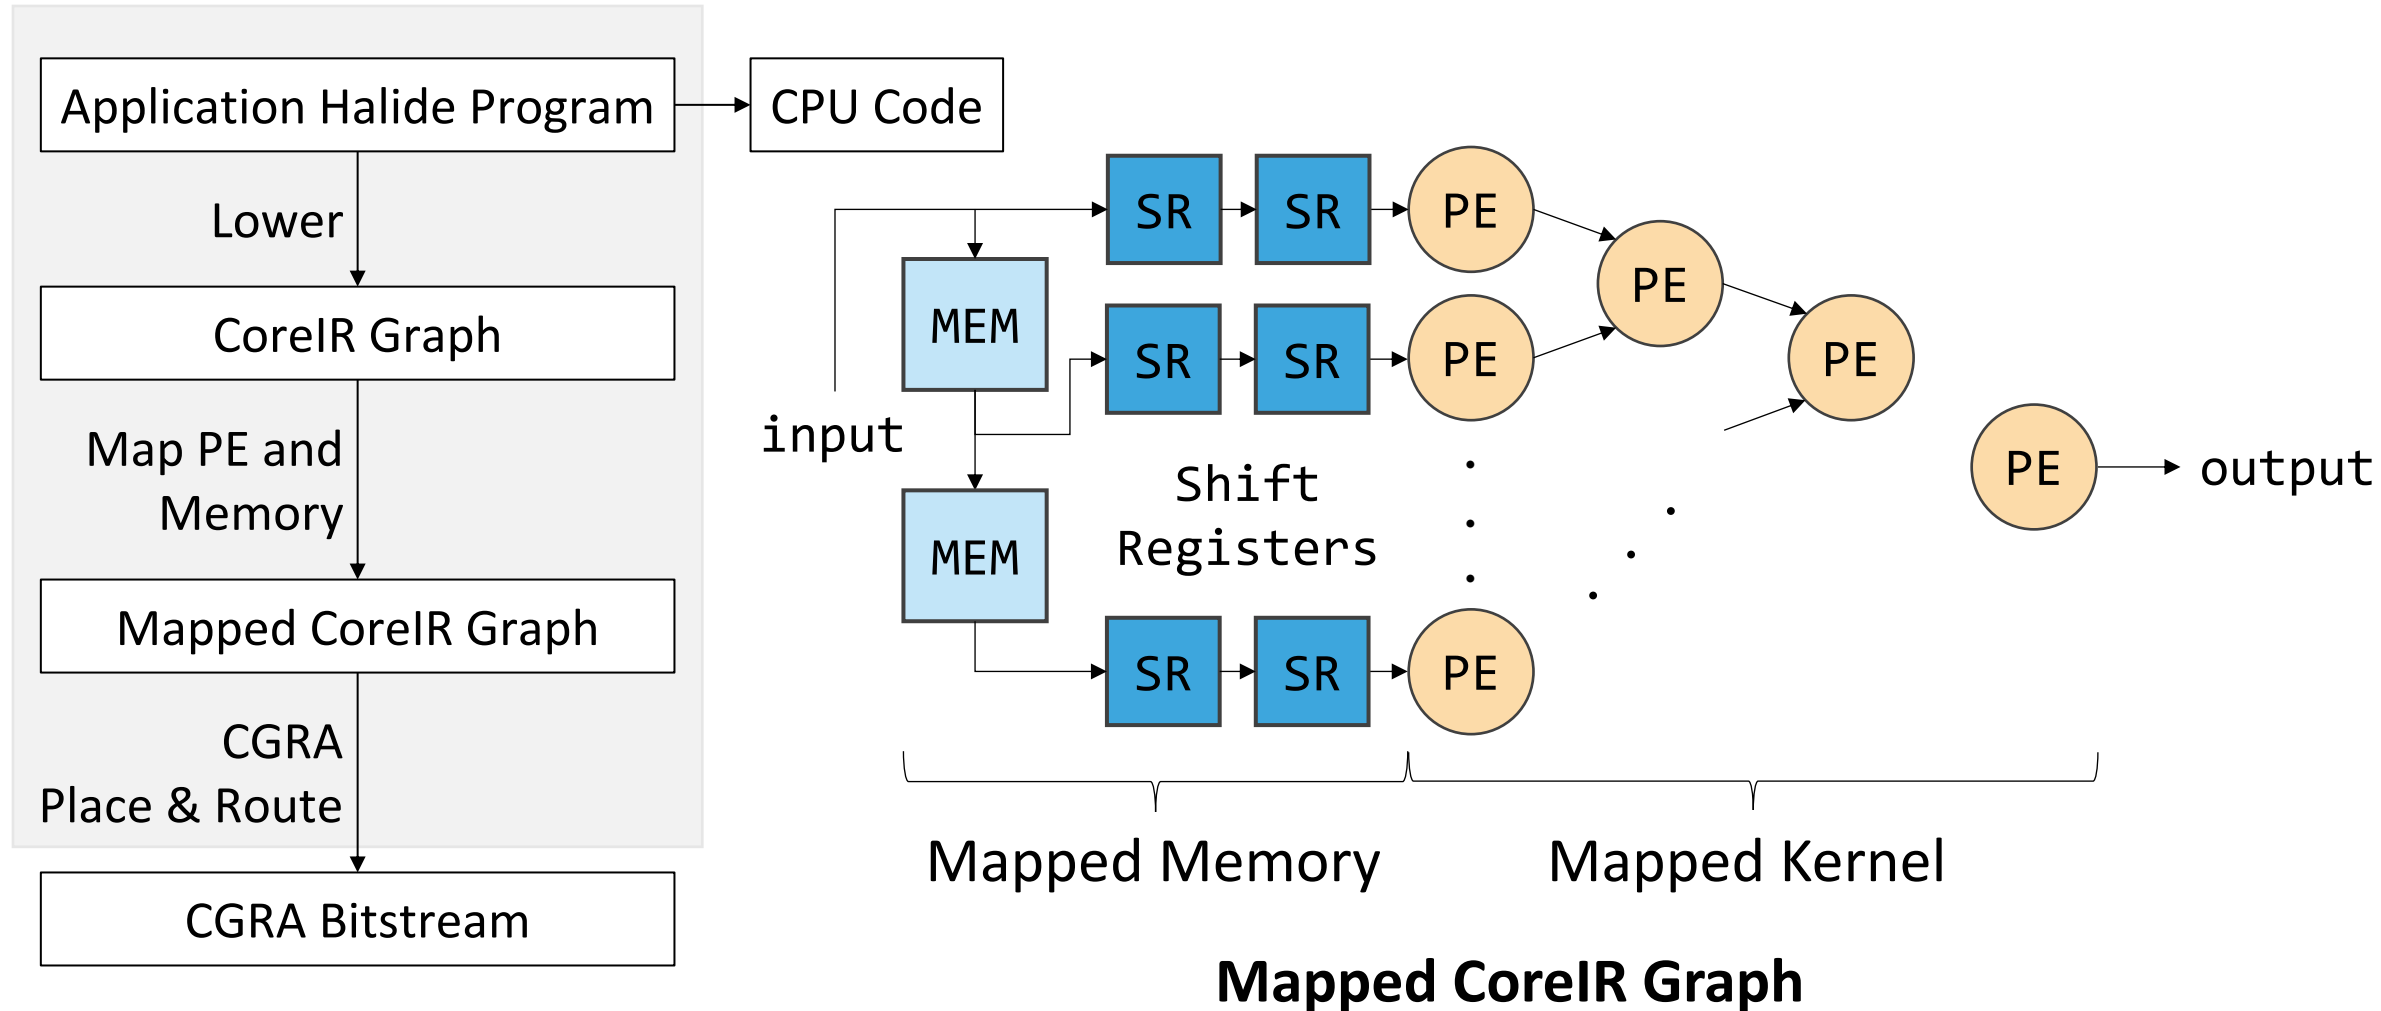 Application Halide Program
CPU Code
Lower
CoreIR Graph
Map PE and
Memory
Mapped CoreIR Graph
CGRA
Place & Route
CGRA Bitstream
input
MEM
MEM
SR
SR
SR
SR
Shift
Registers
SR
SR
PE
PE
PE
PE
PE
PE
output
Mapped Memory
Mapped Kernel
Mapped CoreIR Graph